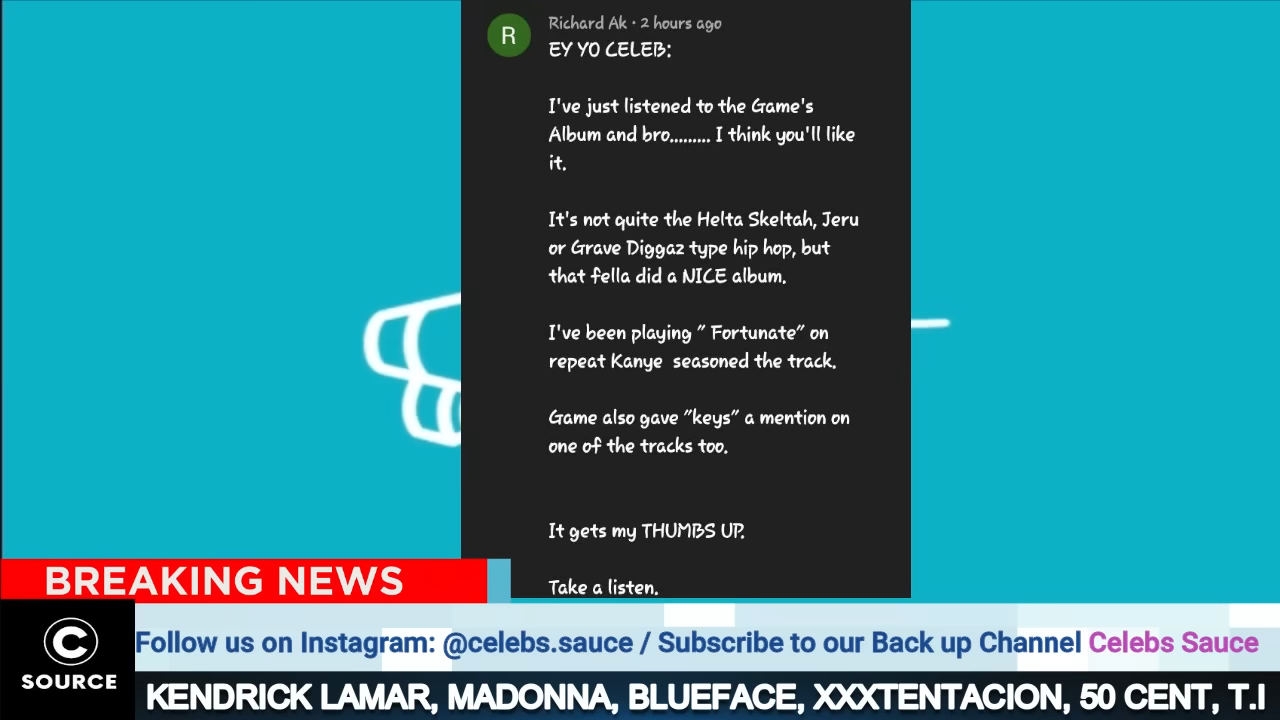 R
Richard Ak · 2 hours ago
EY YO CELEB:
I've just listened to the Game's
Album and bro......... I think you'll like
it.
It's not quite the Helta Skeltah, Jeru
or Grave Diggaz type hip hop, but
that fella did a NICE album.
I've been playing " Fortunate" on
repeat Kanye  seasoned the track.
Game also gave "keys" a mention on
one of the tracks too.
It gets my THUMBS UP.
Take a listen.
BREAKING NEWS
C
SOURCE
Follow us on Instagram: @celebs.sauce / Subscribe to our Back up Channel Celebs Sauce
KENDRICK LAMAR, MADONNA, BLUEFACE, XXXTENTACION, 50 CENT, T.I